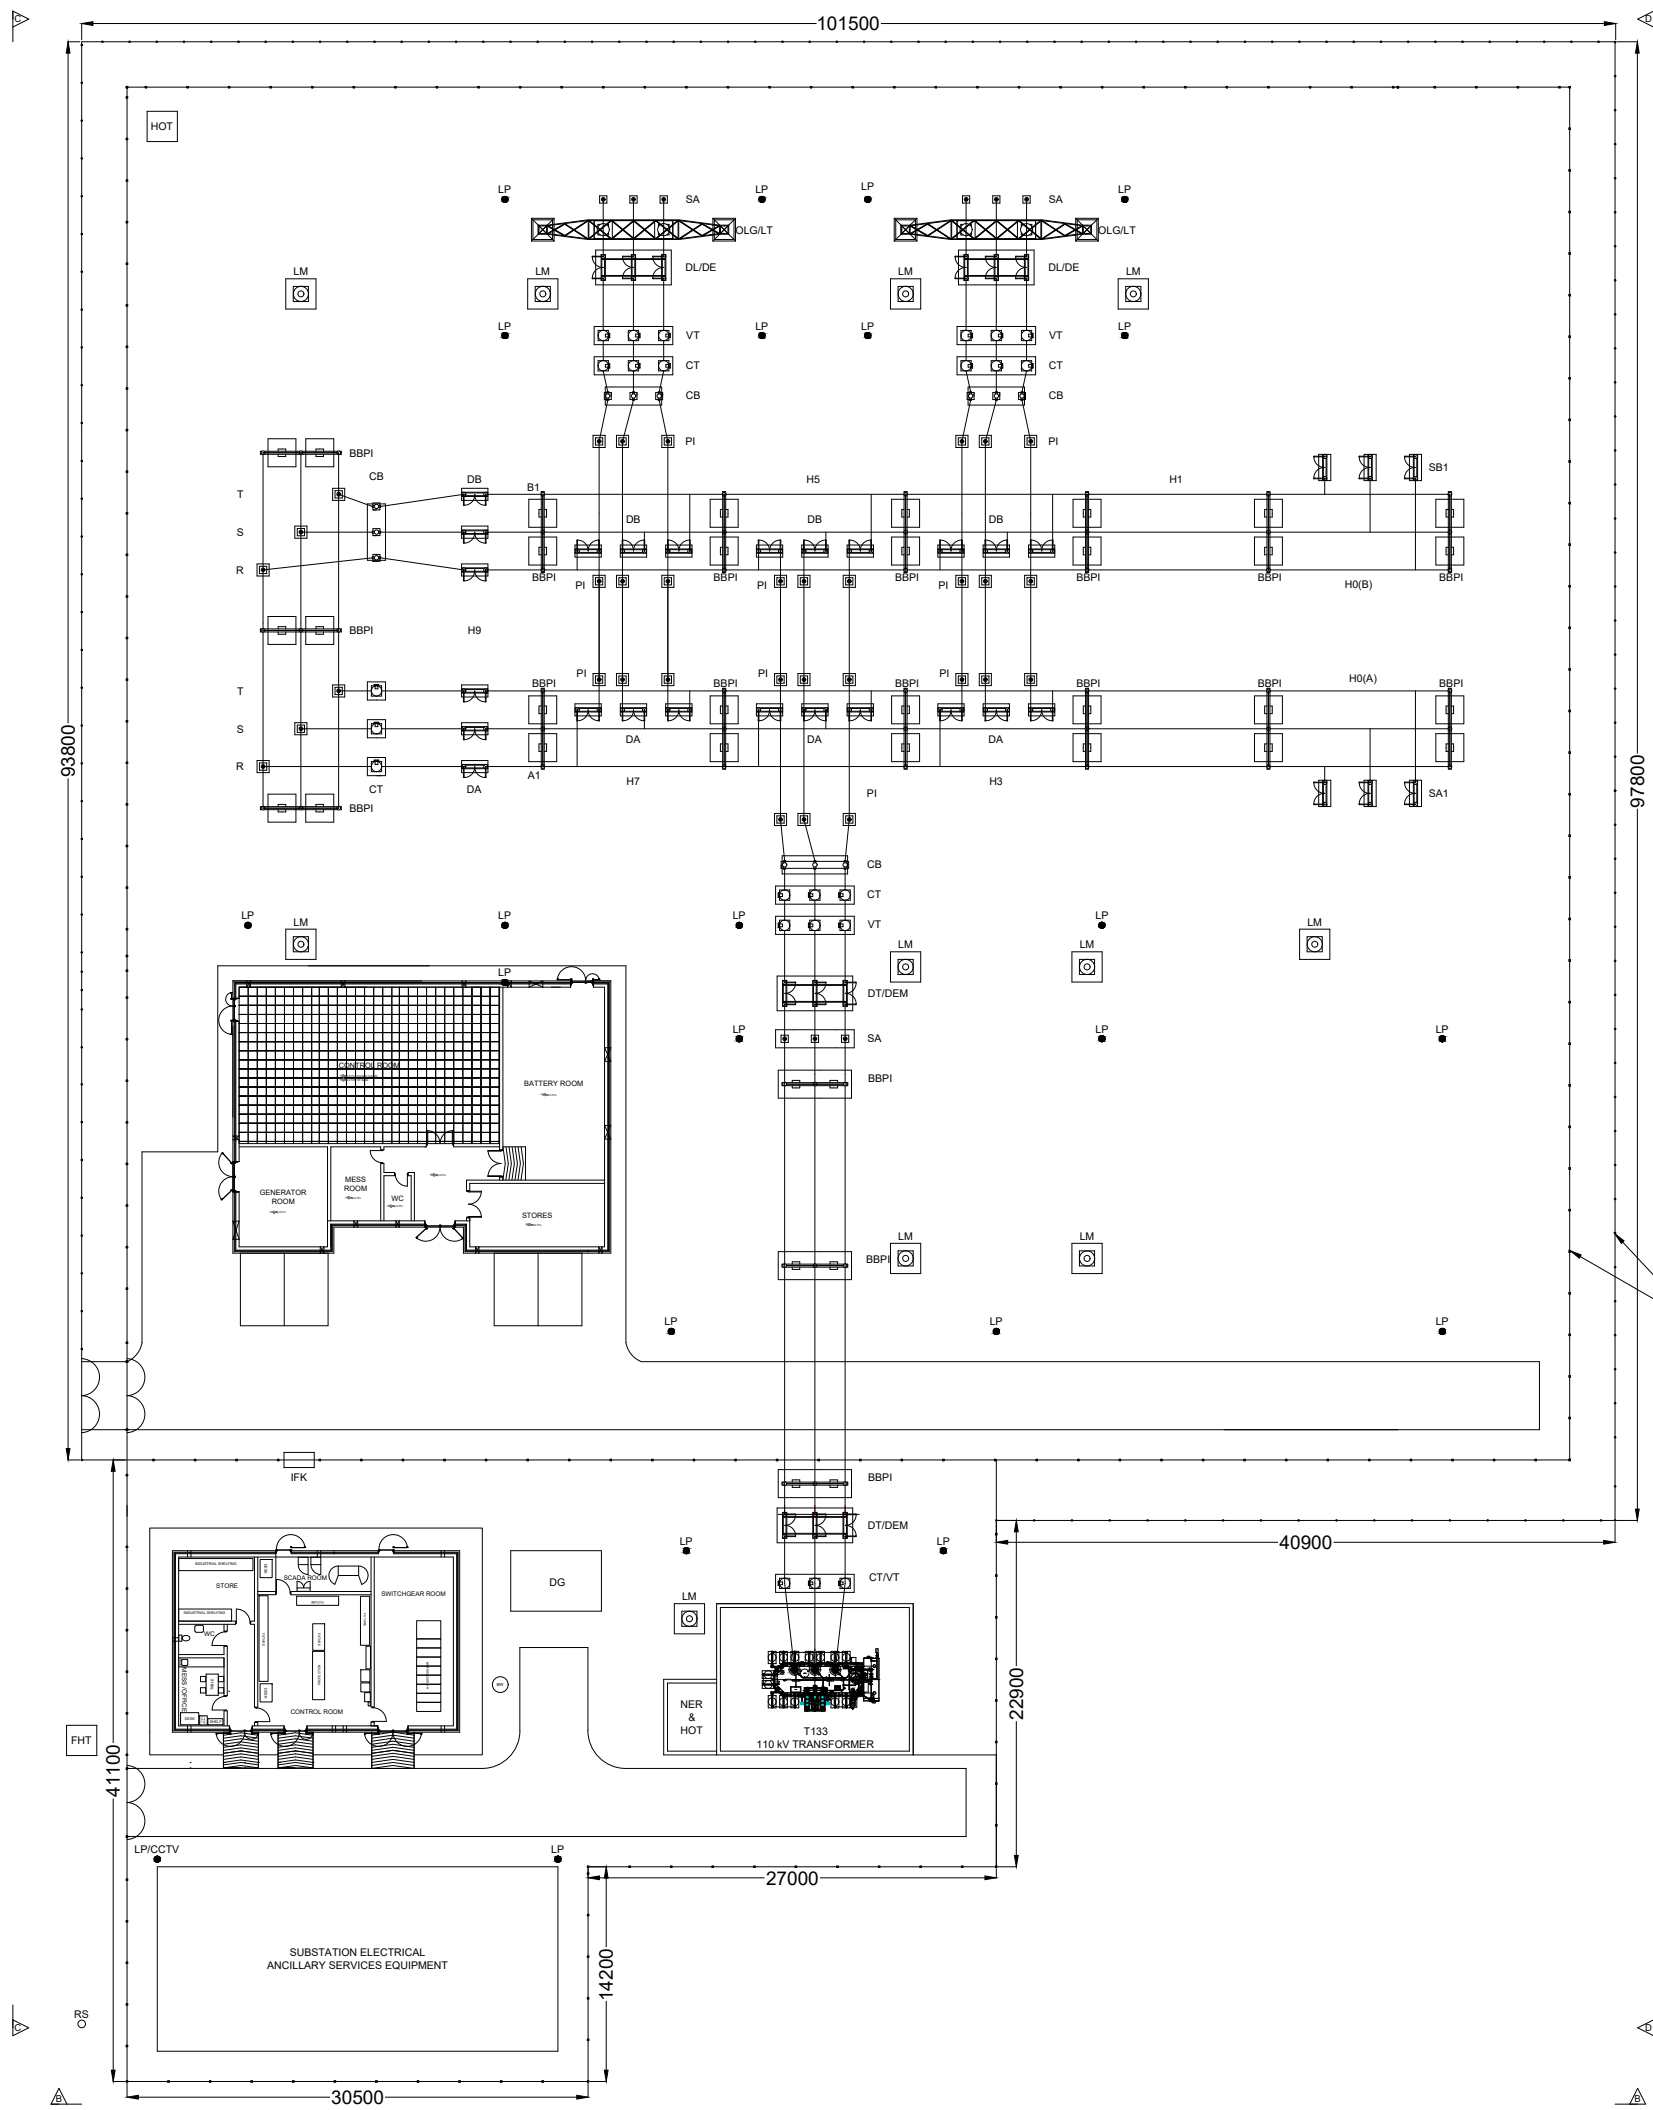 C
101500
D
HOT
LP
SA
LP
LP
SA
LP
OLG/LT
OLG/LT
DL/DE
DL/DE
LM
LM
LM
LM
LP
LP
VT
LP
VT
LP
CT
CT
CB
CB
PI
PI
BBPI
CB
DB
B1
H5
H1
SB1
T
S
R
DB
DB
DB
BBPI
BBPI
BBPI
BBPI
BBPI
BBPI
PI
PI
PI
H0(B)
BBPI
H9
PI
PI
PI
H0(A)
BBPI
BBPI
BBPI
BBPI
BBPI
BBPI
T
S
R
DA
DA
DA
A1
H7
H3
CT
DA
PI
SA1
BBPI
93800
97800
CB
CT
VT
LP
LM
LP
LP
LM
LM
LP
LM
LP
DT/DEM
LP
SA
LP
LP
BBPI
CONTROL ROOM
BATTERY ROOM
GENERATOR
ROOM
MESS
ROOM
WC
STORES
BBPI
LM
LM
LP
LP
LP
IFK
BBPI
DT/DEM
LP
LP
40900
CT/VT
LM
DG
INDUSTRIAL SHELVING
STORE
SCADA ROOM
SWITCHGEAR ROOM
INDUSTRIAL SHELVING
WC
MESS /OFFICE
DESK
CONTROL ROOM
BW
NER
&
HOT
T133
110 kV TRANSFORMER
22900
FHT
41100
LP/CCTV
LP
27000
SUBSTATION ELECTRICAL
ANCILLARY SERVICES EQUIPMENT
14200
RS
C
D
B
30500
B